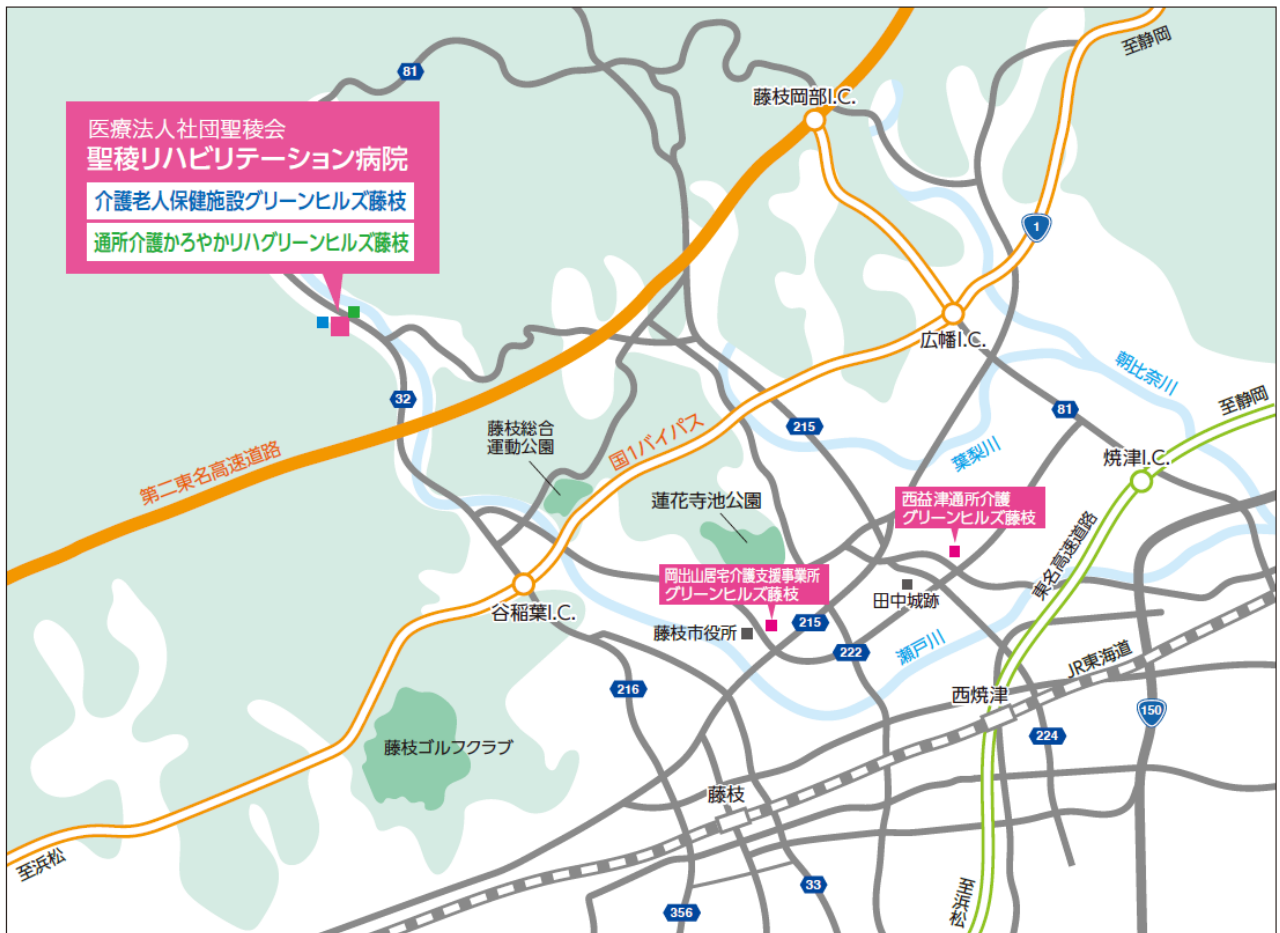 至静岡
81
藤枝岡部I.C.
医療法人社団聖稜会
聖稜リハビリテーション病院
介護老人保健施設グリーンヒルズ藤枝
通所介護かろやかリハグリーンヒルズ藤枝
1
広幡I.C.
朝比奈川
32
至静岡
81
藤枝総合
運動公園
国1バイパス
215
葉梨川
焼津I.C.
第二東名高速道路
蓮花寺池公園
西益津通所介護
グリーンヒルズ藤枝
東名高速道路
岡出山居宅介護支援事業所
グリーンヒルズ藤枝
田中城跡
谷稲葉I.C.
藤枝市役所
215
222
瀬戸川
JR東海道
216
西焼津
150
224
藤枝ゴルフクラブ
藤枝
至浜松
33
至浜松
356